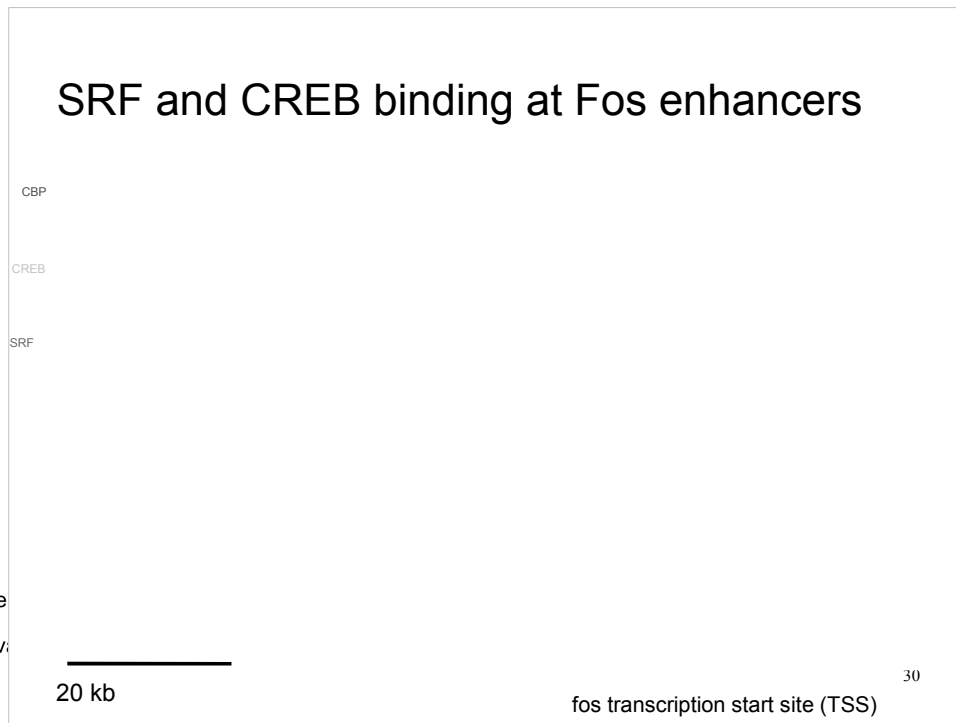 SRF and CREB binding at Fos enhancers
CBP
CREB
SRF
20 kb
30
fos transcription start site (TSS)